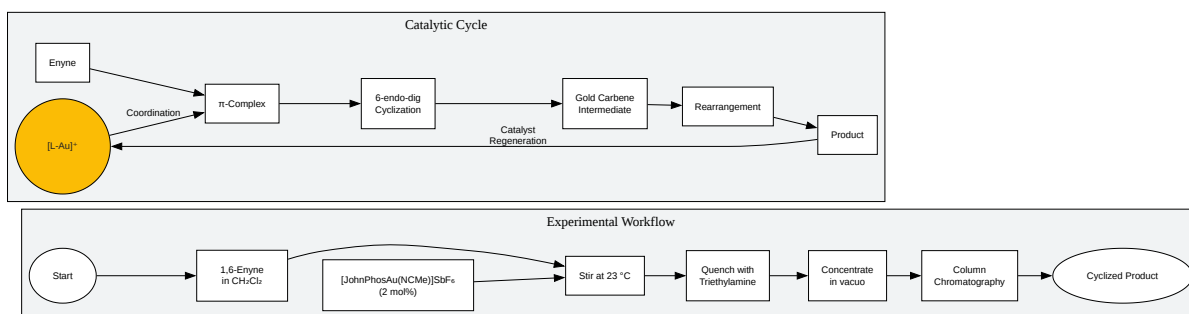 Catalytic Cycle
Enyne
[L-Au]⁺
Coordination
π-Complex
6-endo-dig
Cyclization
Gold Carbene
Intermediate
Rearrangement
Product
Catalyst
Regeneration
Experimental Workflow
Start
1,6-Enyne
in CH₂Cl₂
[JohnPhosAu(NCMe)]SbF₆
(2 mol%)
Stir at 23 °C
Quench with
Triethylamine
Concentrate
in vacuo
Column
Chromatography
Cyclized Product